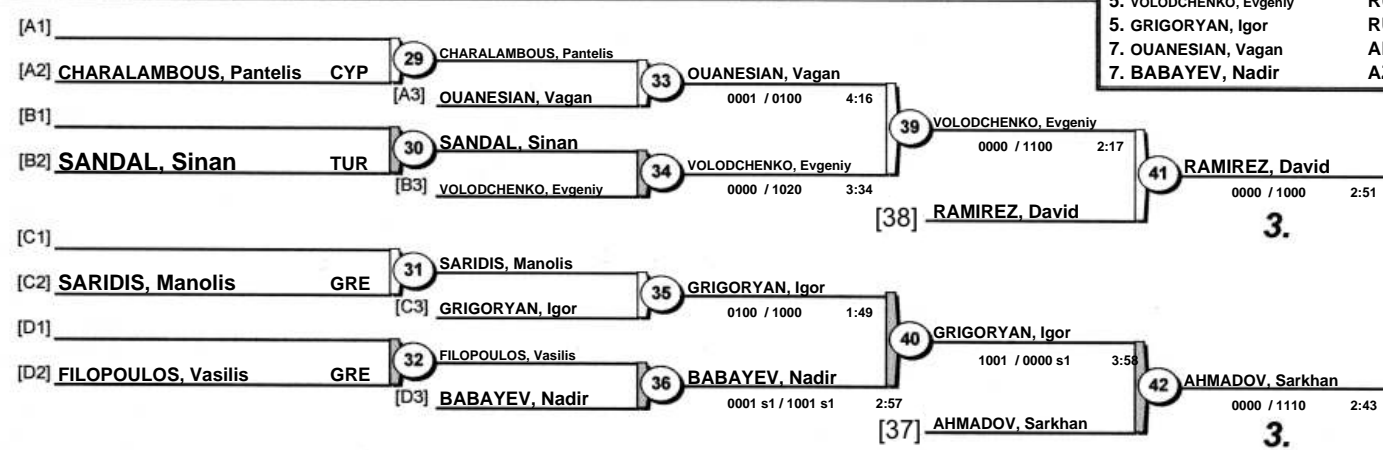 5. VOLODCHENKO, Evgeniy
[A1]
5. GRIGORYAN, Igor
7. OUANESIAN, Vagan
7. BABAYEV, Nadir
[A2] CHARALAMBOUS, Pantelis CYP
29
CHARALAMBOUS, Pantelis
[A3] OUANESIAN, Vagan
33
OUANESIAN, Vagan
0001 / 0100 4:16
[B1]
[B2] SANDAL, Sinan TUR
30
SANDAL, Sinan
[B3] VOLODCHENKO, Evgeniy
34
VOLODCHENKO, Evgeniy
0000 / 1020 3:34
39
VOLODCHENKO, Evgeniy
0000 / 1100 2:17
[38] RAMIREZ, David
41
RAMIREZ, David
0000 / 1000 2:51
3.
[C1]
[C2] SARIDIS, Manolis GRE
31
SARIDIS, Manolis
[C3] GRIGORYAN, Igor
35
GRIGORYAN, Igor
0100 / 1000 1:49
[D1]
[D2] FILOPOULOS, Vasilis GRE
32
FILOPOULOS, Vasilis
[D3] BABAYEV, Nadir
36
BABAYEV, Nadir
0001 s1 / 1001 s1 2:57
40
GRIGORYAN, Igor
1001 / 0000 s1 3:58
[37] AHMADOV, Sarkhan
42
AHMADOV, Sarkhan
0000 / 1110 2:43
3.